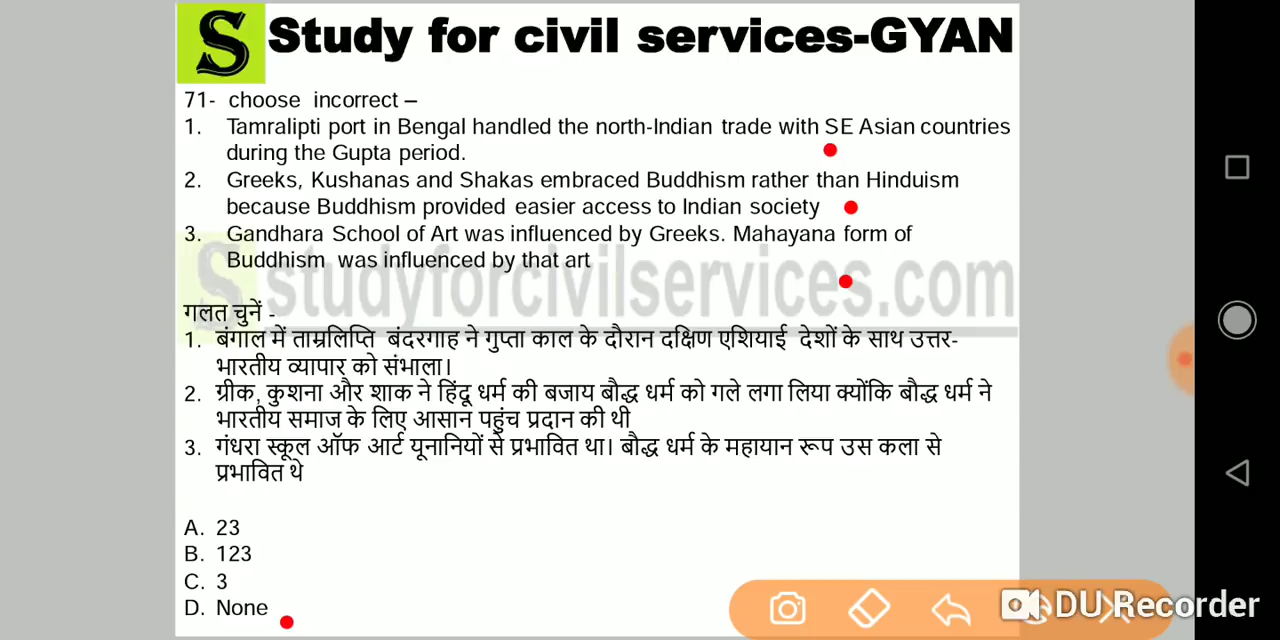 S Study for civil services-GYAN
71- choose incorrect –
1. Tamralipti port in Bengal handled the north-Indian trade with SE Asian countries
during the Gupta period.
2. Greeks, Kushanas and Shakas embraced Buddhism rather than Hinduism
because Buddhism provided easier access to Indian society
3. Gandhara School of Art was influenced by Greeks. Mahayana form of
Buddhism was influenced by that art
S studyforcivilservices.com
गलत चुनें -
1. बंगाल में ताम्रलिप्ति बंदरगाह ने गुप्ता काल के दौरान दक्षिण एशियाई देशों के साथ उत्तर-
भारतीय व्यापार को संभाला।
2. ग्रीक, कुशना और शाक ने हिंदू धर्म की बजाय बौद्ध धर्म को गले लगा लिया क्योंकि बौद्ध धर्म ने
भारतीय समाज के लिए आसान पहुंच प्रदान की थी
3. गंधरा स्कूल ऑफ आर्ट यूनानियों से प्रभावित था। बौद्ध धर्म के महायान रूप उस कला से
प्रभावित थे
A. 23
B. 123
C. 3
D. None
DU Recorder